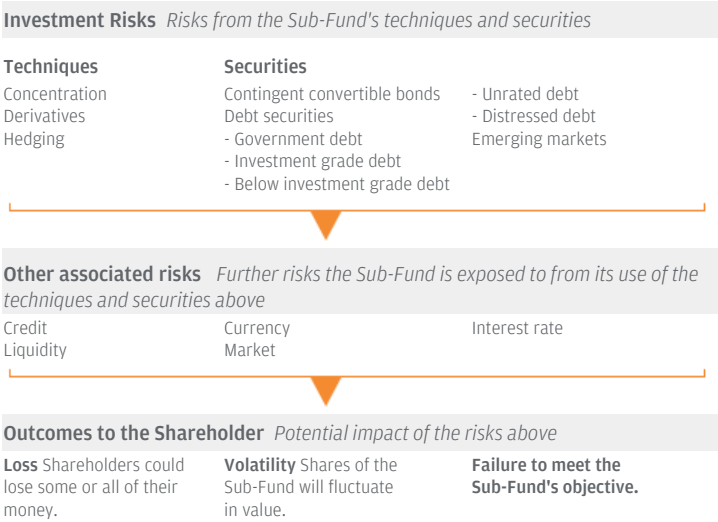 Investment Risks Risks from the Sub-Fund's techniques and securities
Techniques
Concentration
Derivatives
Hedging
Securities
Contingent convertible bonds
Debt securities
- Government debt
- Investment grade debt
- Below investment grade debt
- Unrated debt
- Distressed debt
Emerging markets
Other associated risks Further risks the Sub-Fund is exposed to from its use of the
techniques and securities above
Credit
Liquidity
Currency
Market
Interest rate
Outcomes to the Shareholder Potential impact of the risks above
Loss Shareholders could
lose some or all of their
money.
Volatility Shares of the
Sub-Fund will fluctuate
in value.
Failure to meet the
Sub-Fund's objective.